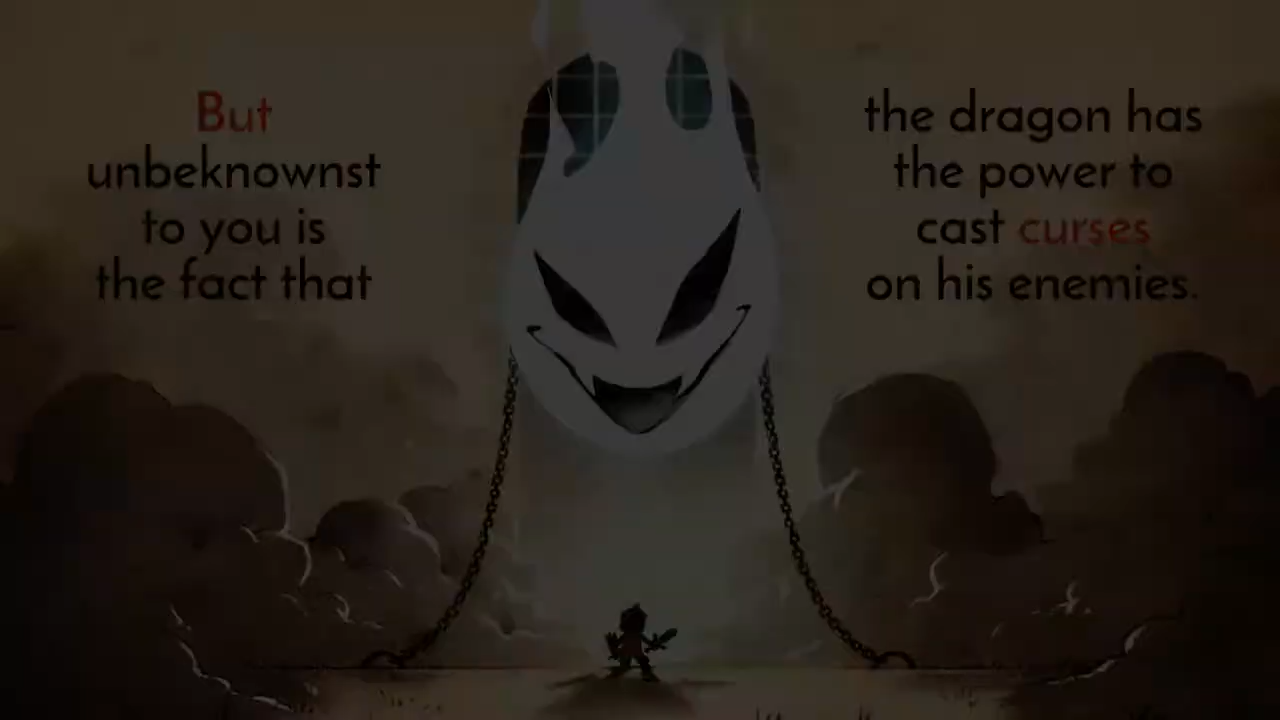 But
unbeknownst
to you is
the fact that
the dragon has
the power to
cast curses
on his enemies.